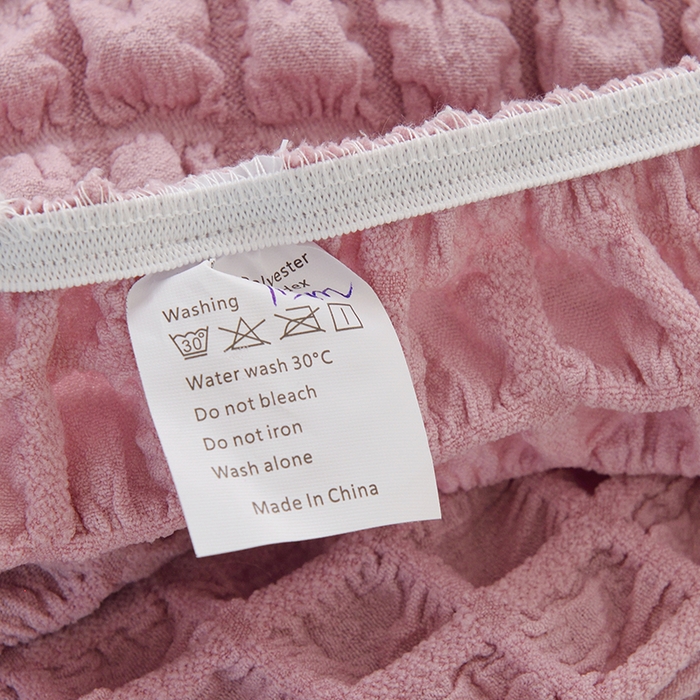 Polyester
Washing
30°
Water wash 30°C
Do not bleach
Do not iron
Wash alone
Made In China